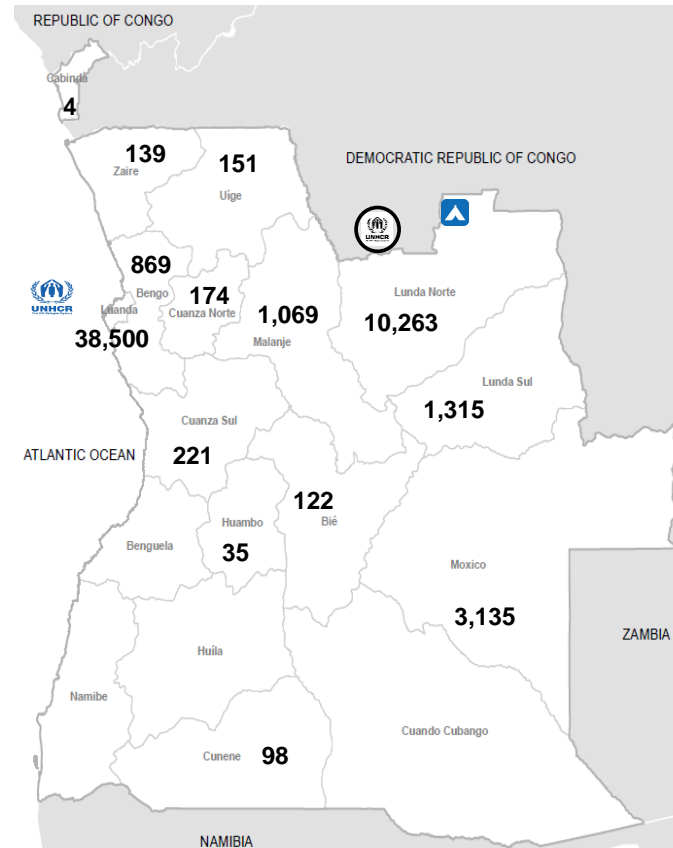 REPUBLIC OF CONGO
Cabinda
4
139
Zaire
151
Uíge
DEMOCRATIC REPUBLIC OF CONGO
UNHCR
869
Bengo
174
Cuanza Norte
UNHCR
Luanda
38,500
1,069
Malanje
Lunda Norte
10,263
Lunda Sul
1,315
Cuanza Sul
221
ATLANTIC OCEAN
122
Bié
Huambo
35
Benguela
Moxico
3,135
ZAMBIA
Huíla
Namibe
Cuando Cubango
Cunene 98
NAMIBIA